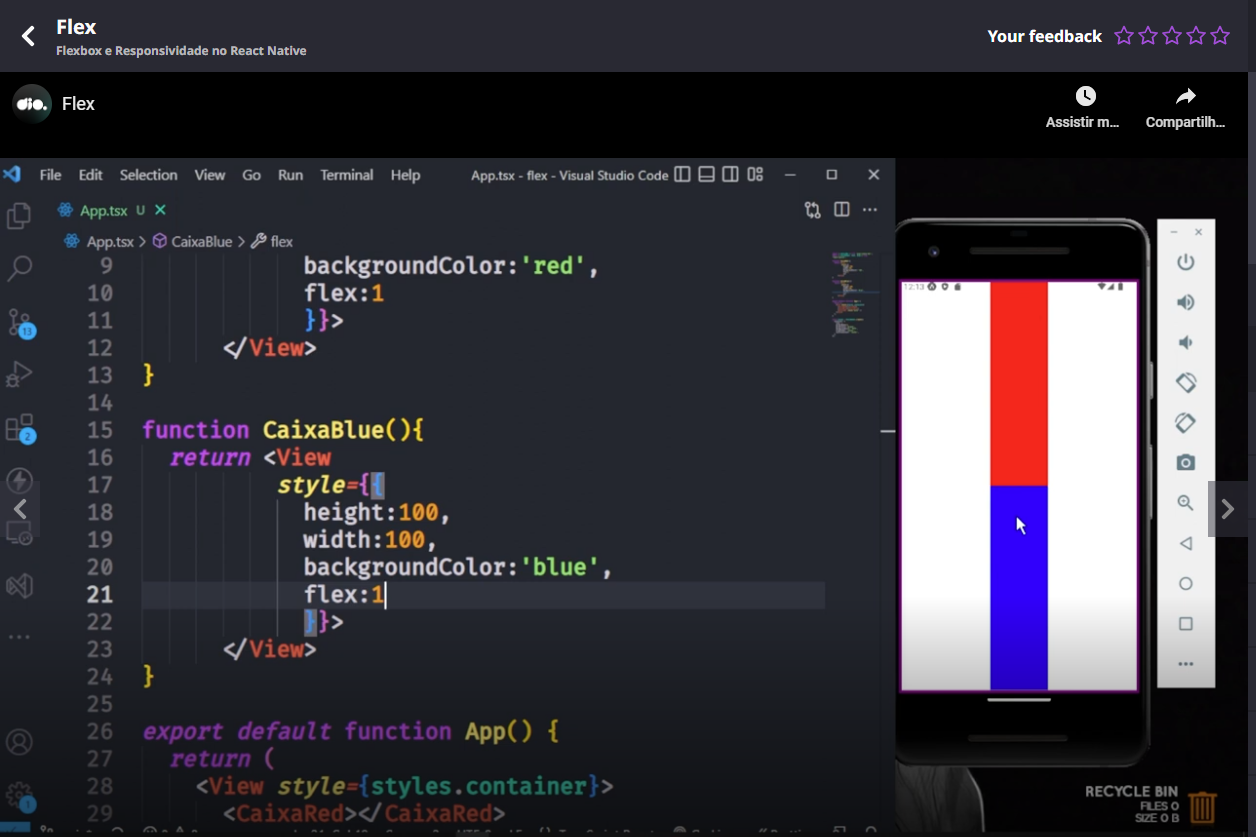 Flex
Flexbox e Responsividade no React Native
Your feedback
dio.
Flex
Assistir m...
Compartilh...
File Edit Selection View Go Run Terminal Help
App.tsx - flex - Visual Studio Code
App.tsx U
App.tsx > CaixaBlue > flex
9 backgroundColor:'red',
10 flex:1
11 }}>
12 </View>
13 }
14
15 function CaixaBlue(){
16 return <View
17 style={{
18 height:100,
19 width:100,
20 backgroundColor:'blue',
21 flex:1
22 }}>
23 </View>
24 }
25
26 export default function App() {
27 return (
28 <View style={styles.container}>
29 <CaixaRed></CaixaRed>
13
2
1
12:13
RECYCLE BIN
FILES 0
SIZE 0 B